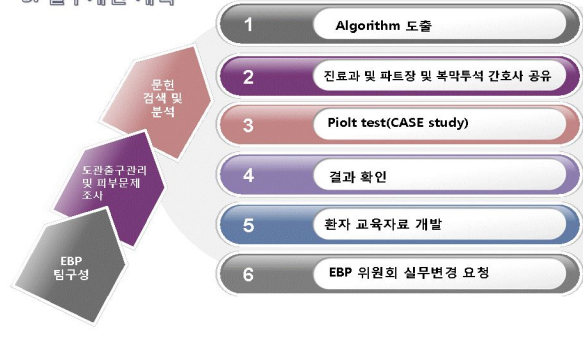 1 Algorithm 도출
2 진료과 및 파트장 및 복막투석 간호사 공유
3 Piolt test(CASE study)
4 결과 확인
5 환자 교육자료 개발
6 EBP 위원회 실무변경 요청
문헌
검색 및
분석
도관출구관리
및 피부문제
조사
EBP
팀구성